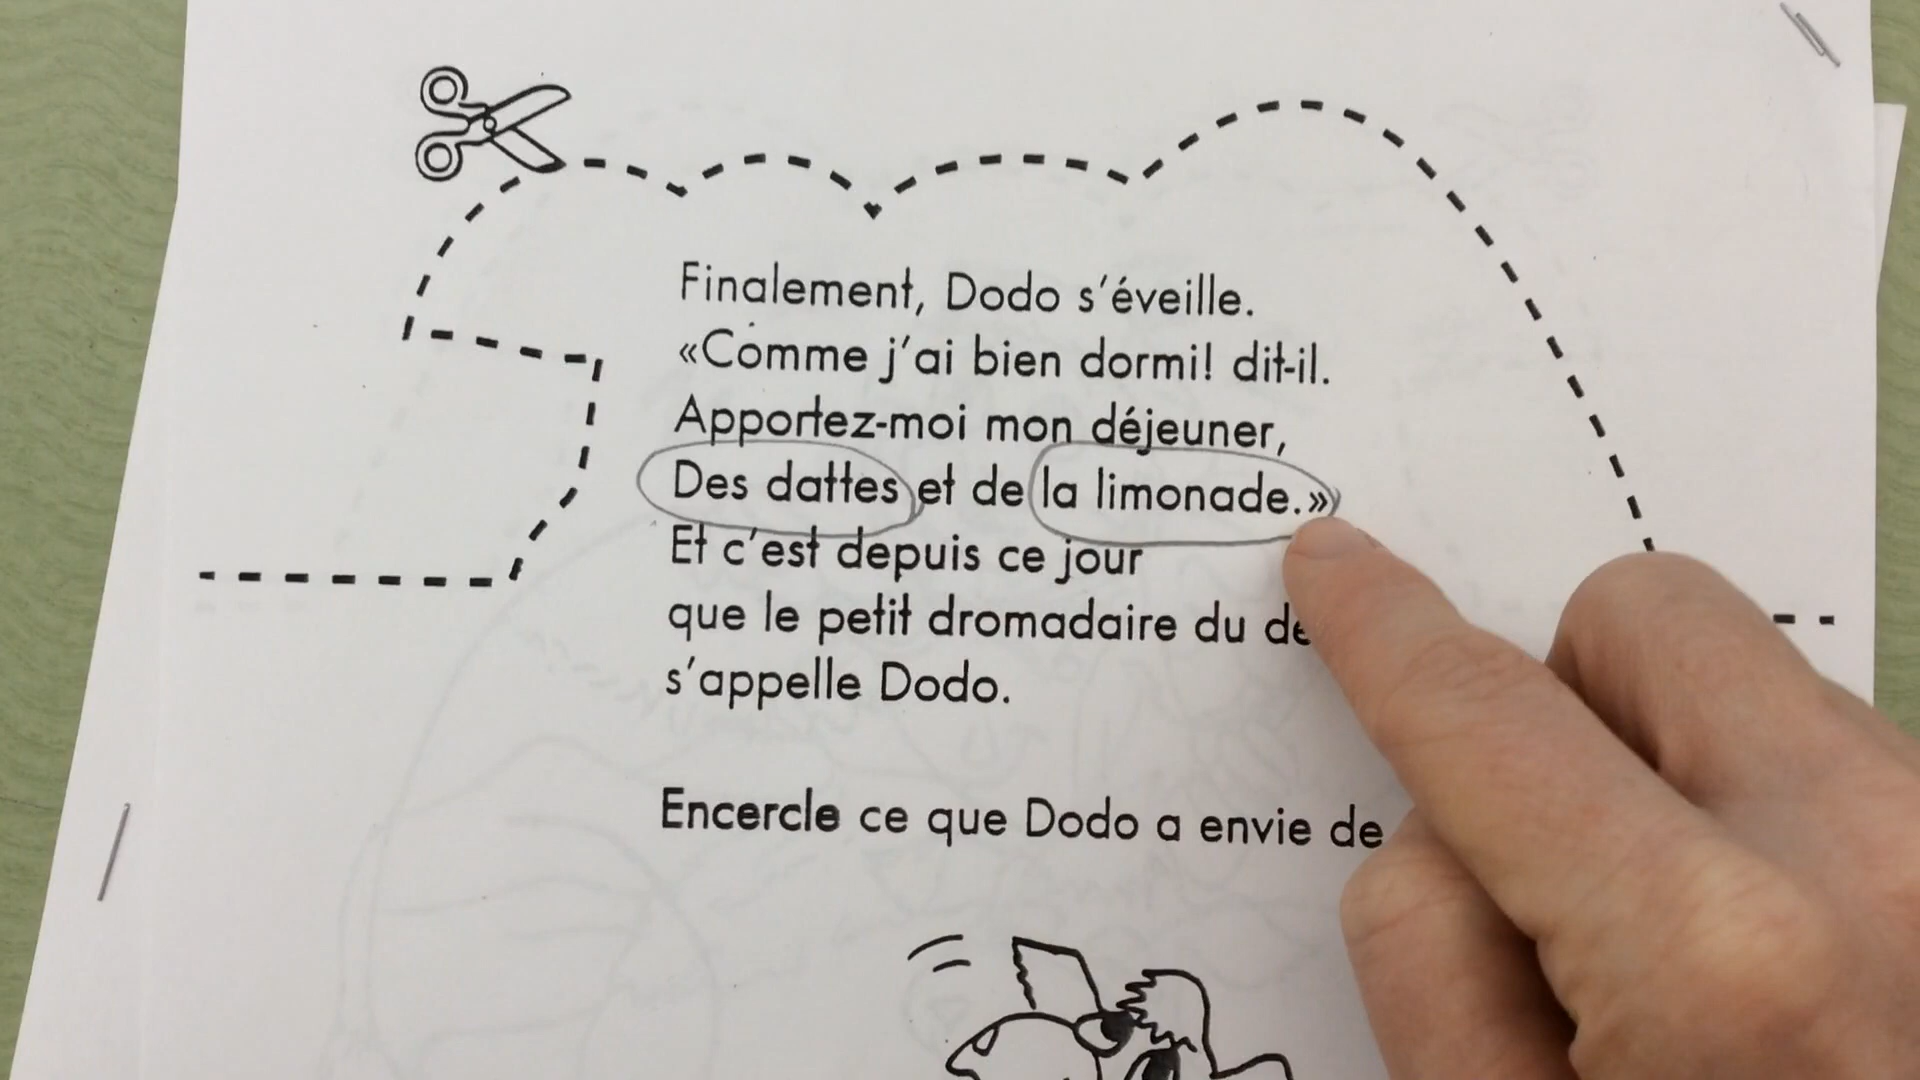 Finalement, Dodo s'éveille.
«Comme j'ai bien dormi! dit-il.
Apportez-moi mon déjeuner,
Des dattes et de la limonade.»
Et c'est depuis ce jour
que le petit dromadaire du
s'appelle Dodo.
Encercle ce que Dodo a envie de